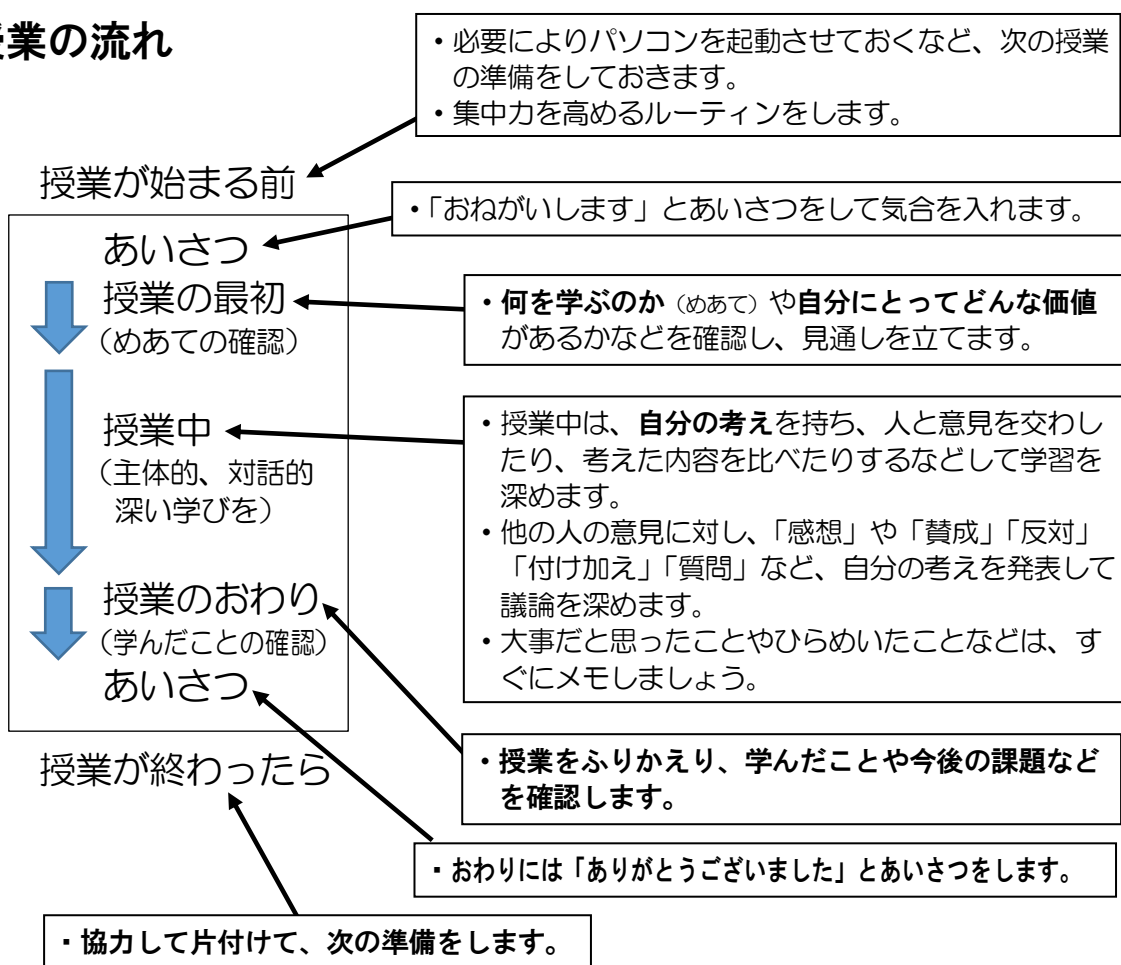 業の流れ
・必要によりパソコンを起動させておくなど、次の授業
の準備をしておきます。
・集中力を高めるルーティンをします。
授業が始まる前
・「おねがいします」とあいさつをして気合を入れます。
あいさつ
授業の最初
（めあての確認）
・何を学ぶのか（めあて）や自分にとってどんな価値
があるかなどを確認し、見通しを立てます。
授業中
（主体的、対話的
深い学びを）
・授業中は、自分の考えを持ち、人と意見を交わし
たり、考えた内容を比べたりするなどして学習を
深めます。
・他の人の意見に対し、「感想」や「賛成」「反対」
「付け加え」「質問」など、自分の考えを発表して
議論を深めます。
・大事だと思ったことやひらめいたことなどは、す
ぐにメモしましょう。
授業のおわり
（学んだことの確認）
・授業をふりかえり、学んだことや今後の課題など
を確認します。
あいさつ
・おわりには「ありがとうございました」とあいさつをします。
授業が終わったら
・協力して片付けて、次の準備をします。